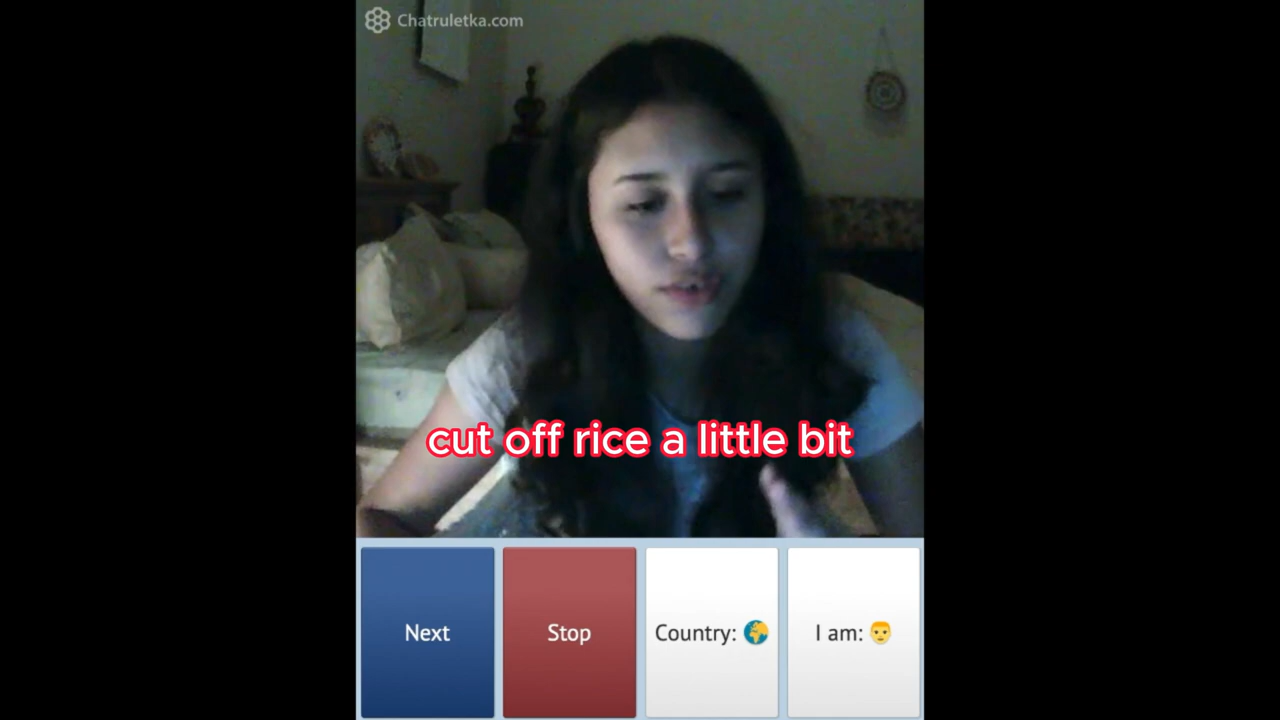 Chatruletka.com
cut off rice a little bit
Next
Stop
Country: 🌍
I am: 👨